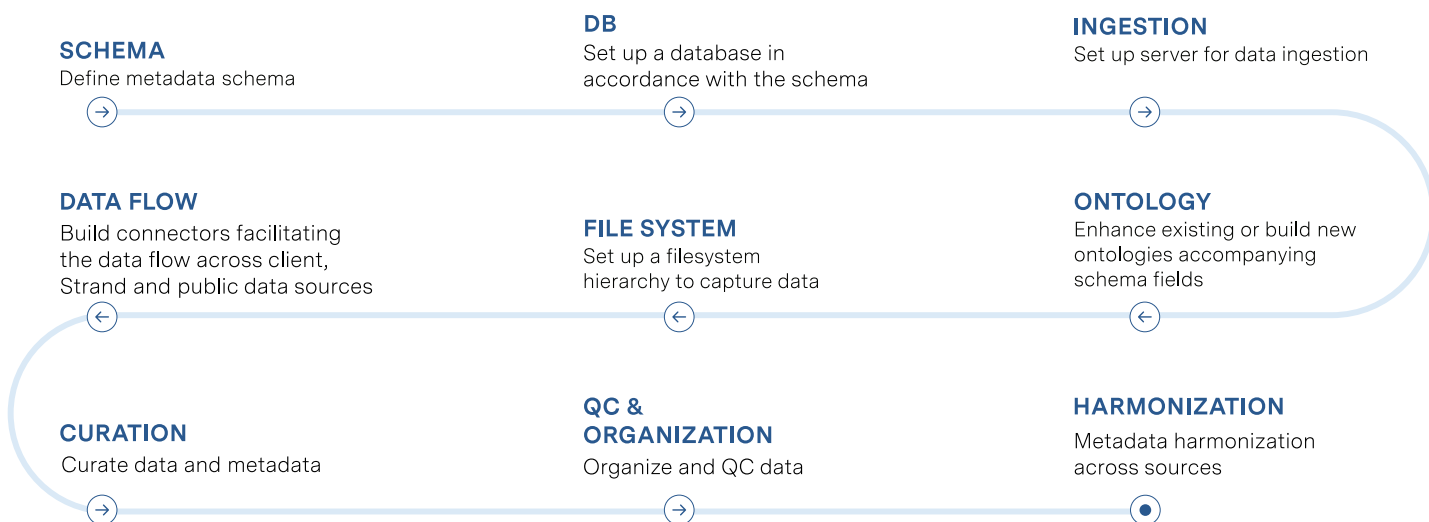 SCHEMA
Define metadata schema
DB
Set up a database in
accordance with the schema
INGESTION
Set up server for data ingestion
ONTOLOGY
Enhance existing or build new
ontologies accompanying
schema fields
FILE SYSTEM
Set up a filesystem
hierarchy to capture data
DATA FLOW
Build connectors facilitating
the data flow across client,
Strand and public data sources
CURATION
Curate data and metadata
QC &
ORGANIZATION
Organize and QC data
HARMONIZATION
Metadata harmonization
across sources